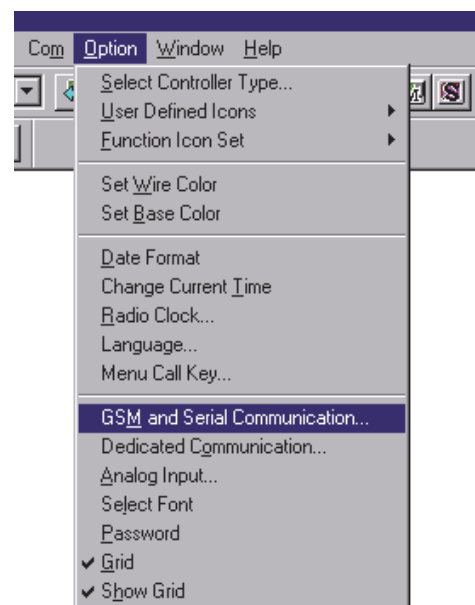 Com Option Window Help
Select Controller Type...
User Defined Icons
Function Icon Set
Set Wire Color
Set Base Color
Date Format
Change Current Time
Radio Clock...
Language...
Menu Call Key...
GSM and Serial Communication...
Dedicated Communication...
Analog Input...
Select Font
Password
Grid
Show Grid